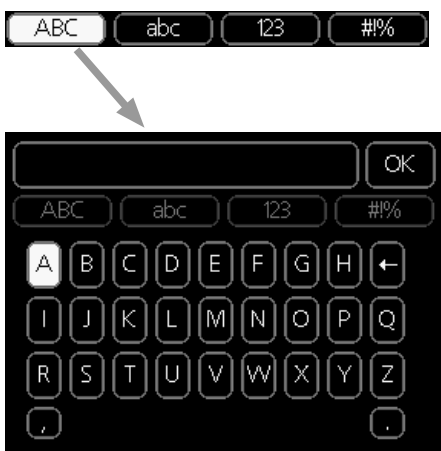 ABC abc 123 #!%
OK
ABC abc 123 #!%
A B C D E F G H ←
I J K L M N O P Q
R S T U V W X Y Z
, .